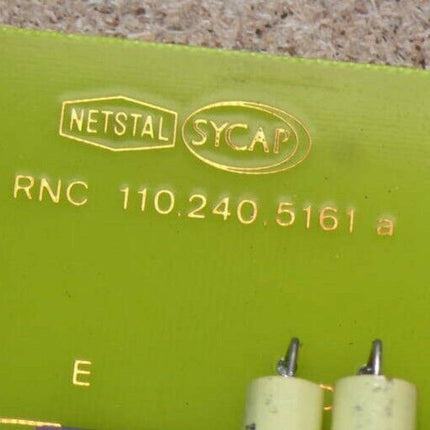 NETSTAL SYCAP
RNC 110.240.5161 a
E